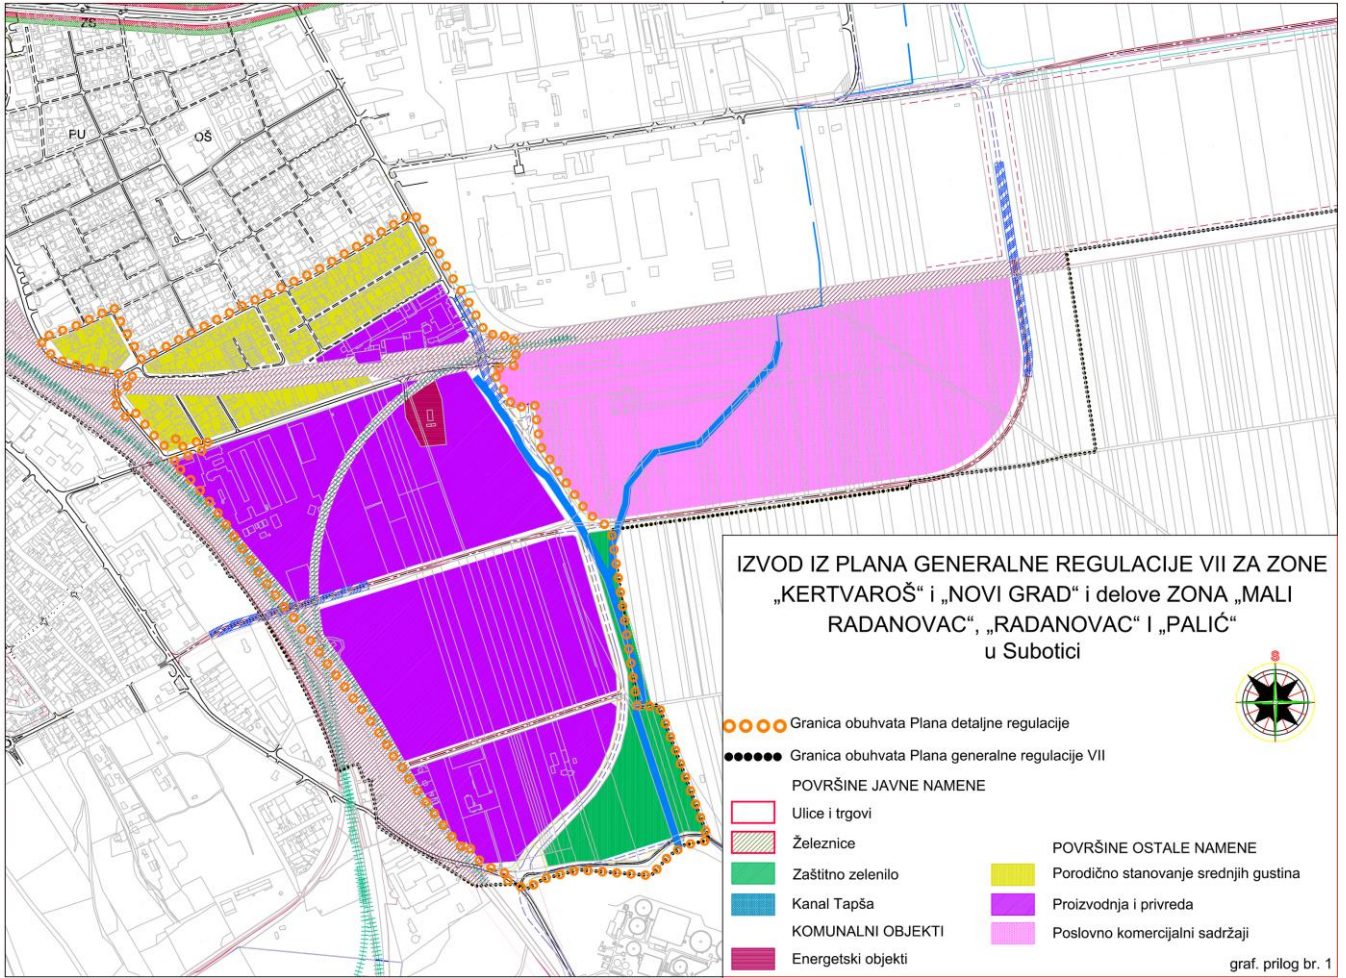 ZS
PU
OŠ
IZVOD IZ PLANA GENERALNE REGULACIJE VII ZA ZONE
„KERTVAROŠ“ i „NOVI GRAD“ i delove ZONA „MALI
RADANOVAC“, „RADANOVAC“ I „PALIĆ“
u Subotici
S
Granica obuhvata Plana detaljne regulacije
Granica obuhvata Plana generalne regulacije VII
POVRŠINE JAVNE NAMENE
Ulice i trgovi
Železnice
Zaštitno zelenilo
Kanal Tapša
KOMUNALNI OBJEKTI
Energetski objekti
POVRŠINE OSTALE NAMENE
Porodično stanovanje srednjih gustina
Proizvodnja i privreda
Poslovno komercijalni sadržaji
graf. prilog br. 1